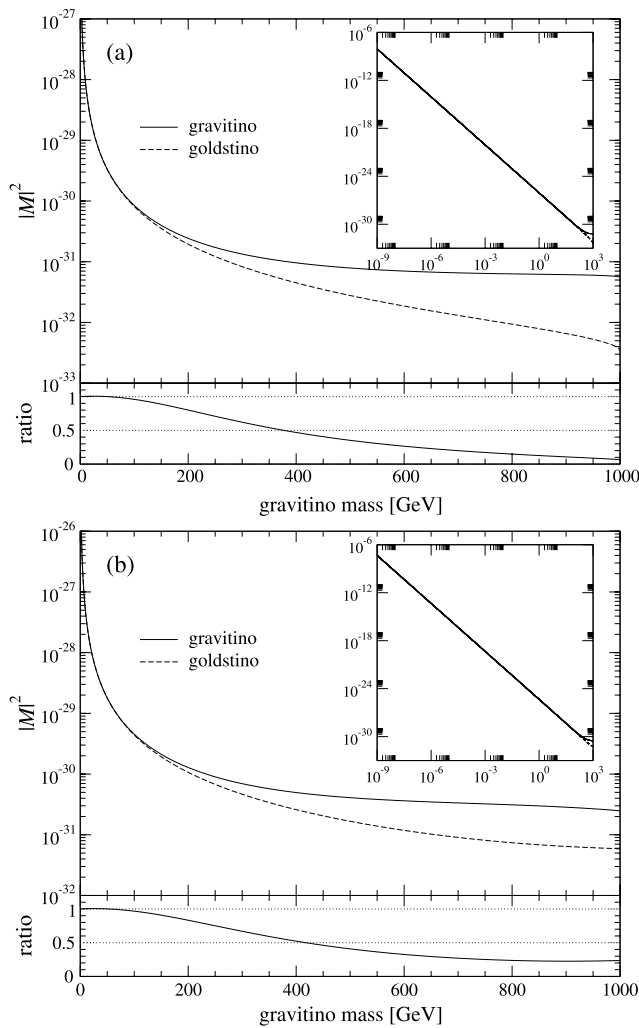 10^-27
(a)
10^-6
10^-28
10^-12
gravitino
10^-18
10^-29
goldstino
10^-24
|M|^2
10^-30
10^-30
10^-9 10^-6 10^-3 10^0 10^3
10^-31
10^-32
10^-33
1
ratio
0.5
0
0 200 400 600 800 1000
gravitino mass [GeV]
10^-26
(b)
10^-6
10^-27
10^-12
gravitino
10^-18
10^-28
goldstino
10^-24
|M|^2
10^-29
10^-30
10^-9 10^-6 10^-3 10^0 10^3
10^-30
10^-31
10^-32
1
ratio
0.5
0
0 200 400 600 800 1000
gravitino mass [GeV]